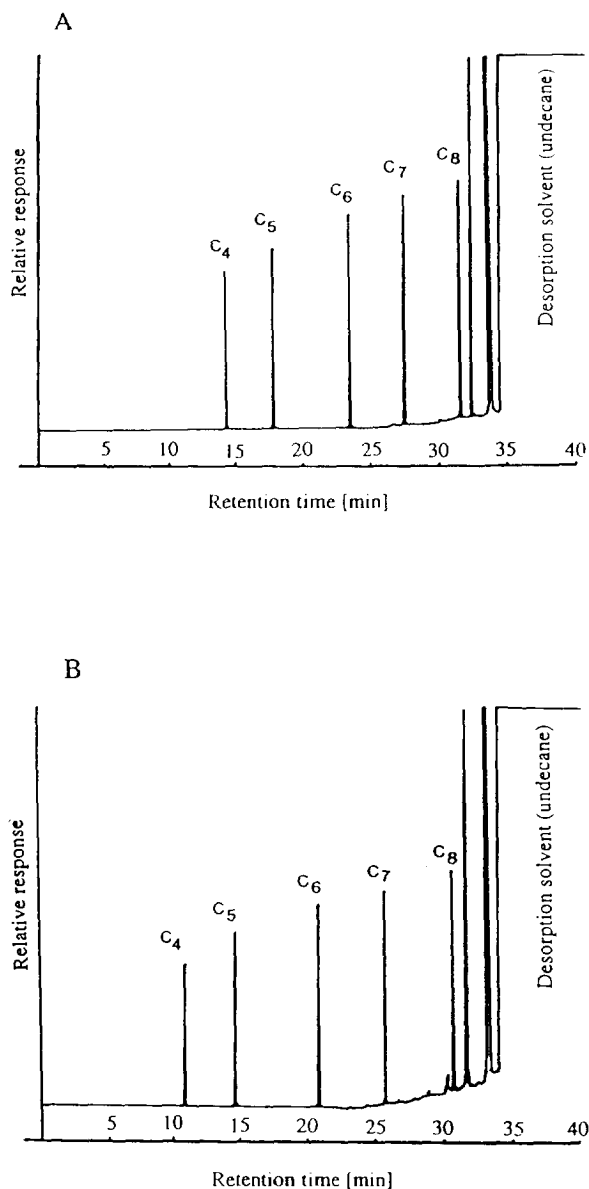 A
Relative response
C4
C5
C6
C7
C8
Desorption solvent (undecane)
5 10 15 20 25 30 35 40
Retention time [min]
B
Relative response
C4
C5
C6
C7
C8
Desorption solvent (undecane)
5 10 15 20 25 30 35 40
Retention time [min]